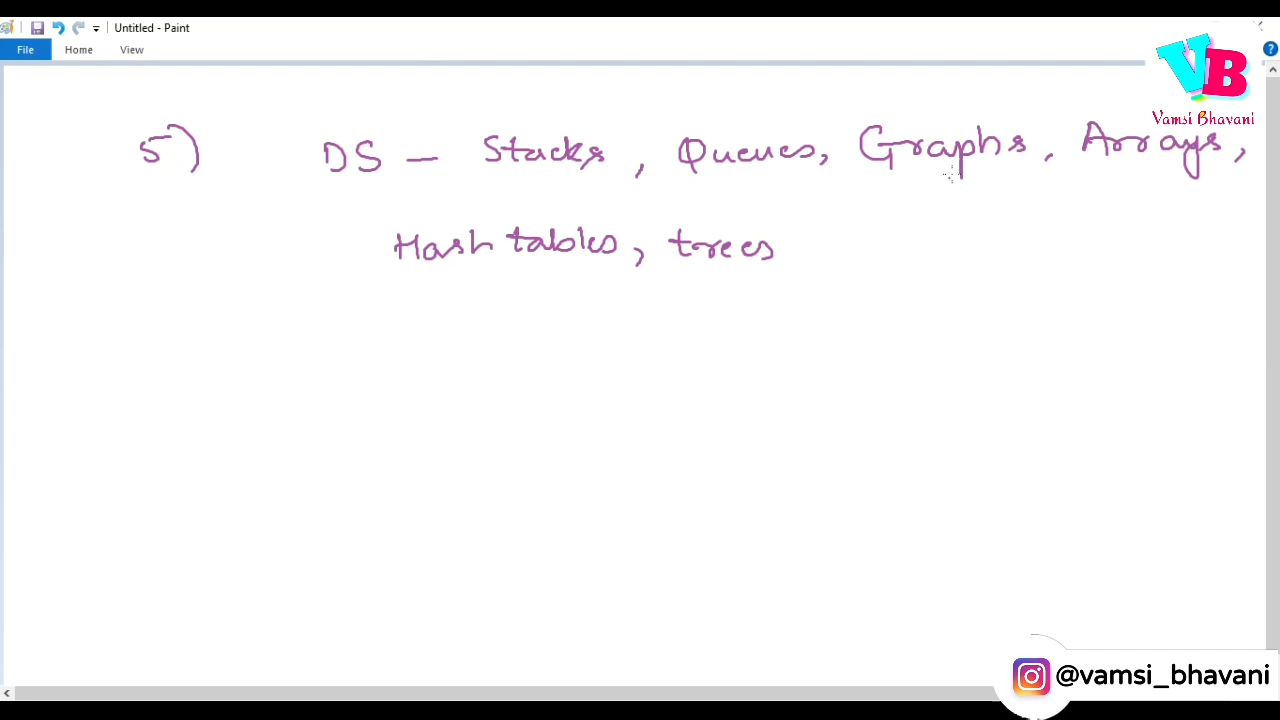 Untitled - Paint
File Home View
VB
Vamsi Bhavani
5) DS - Stacks, Queues, Graphs, Arrays,
Hash tables, trees
@vamsi_bhavani